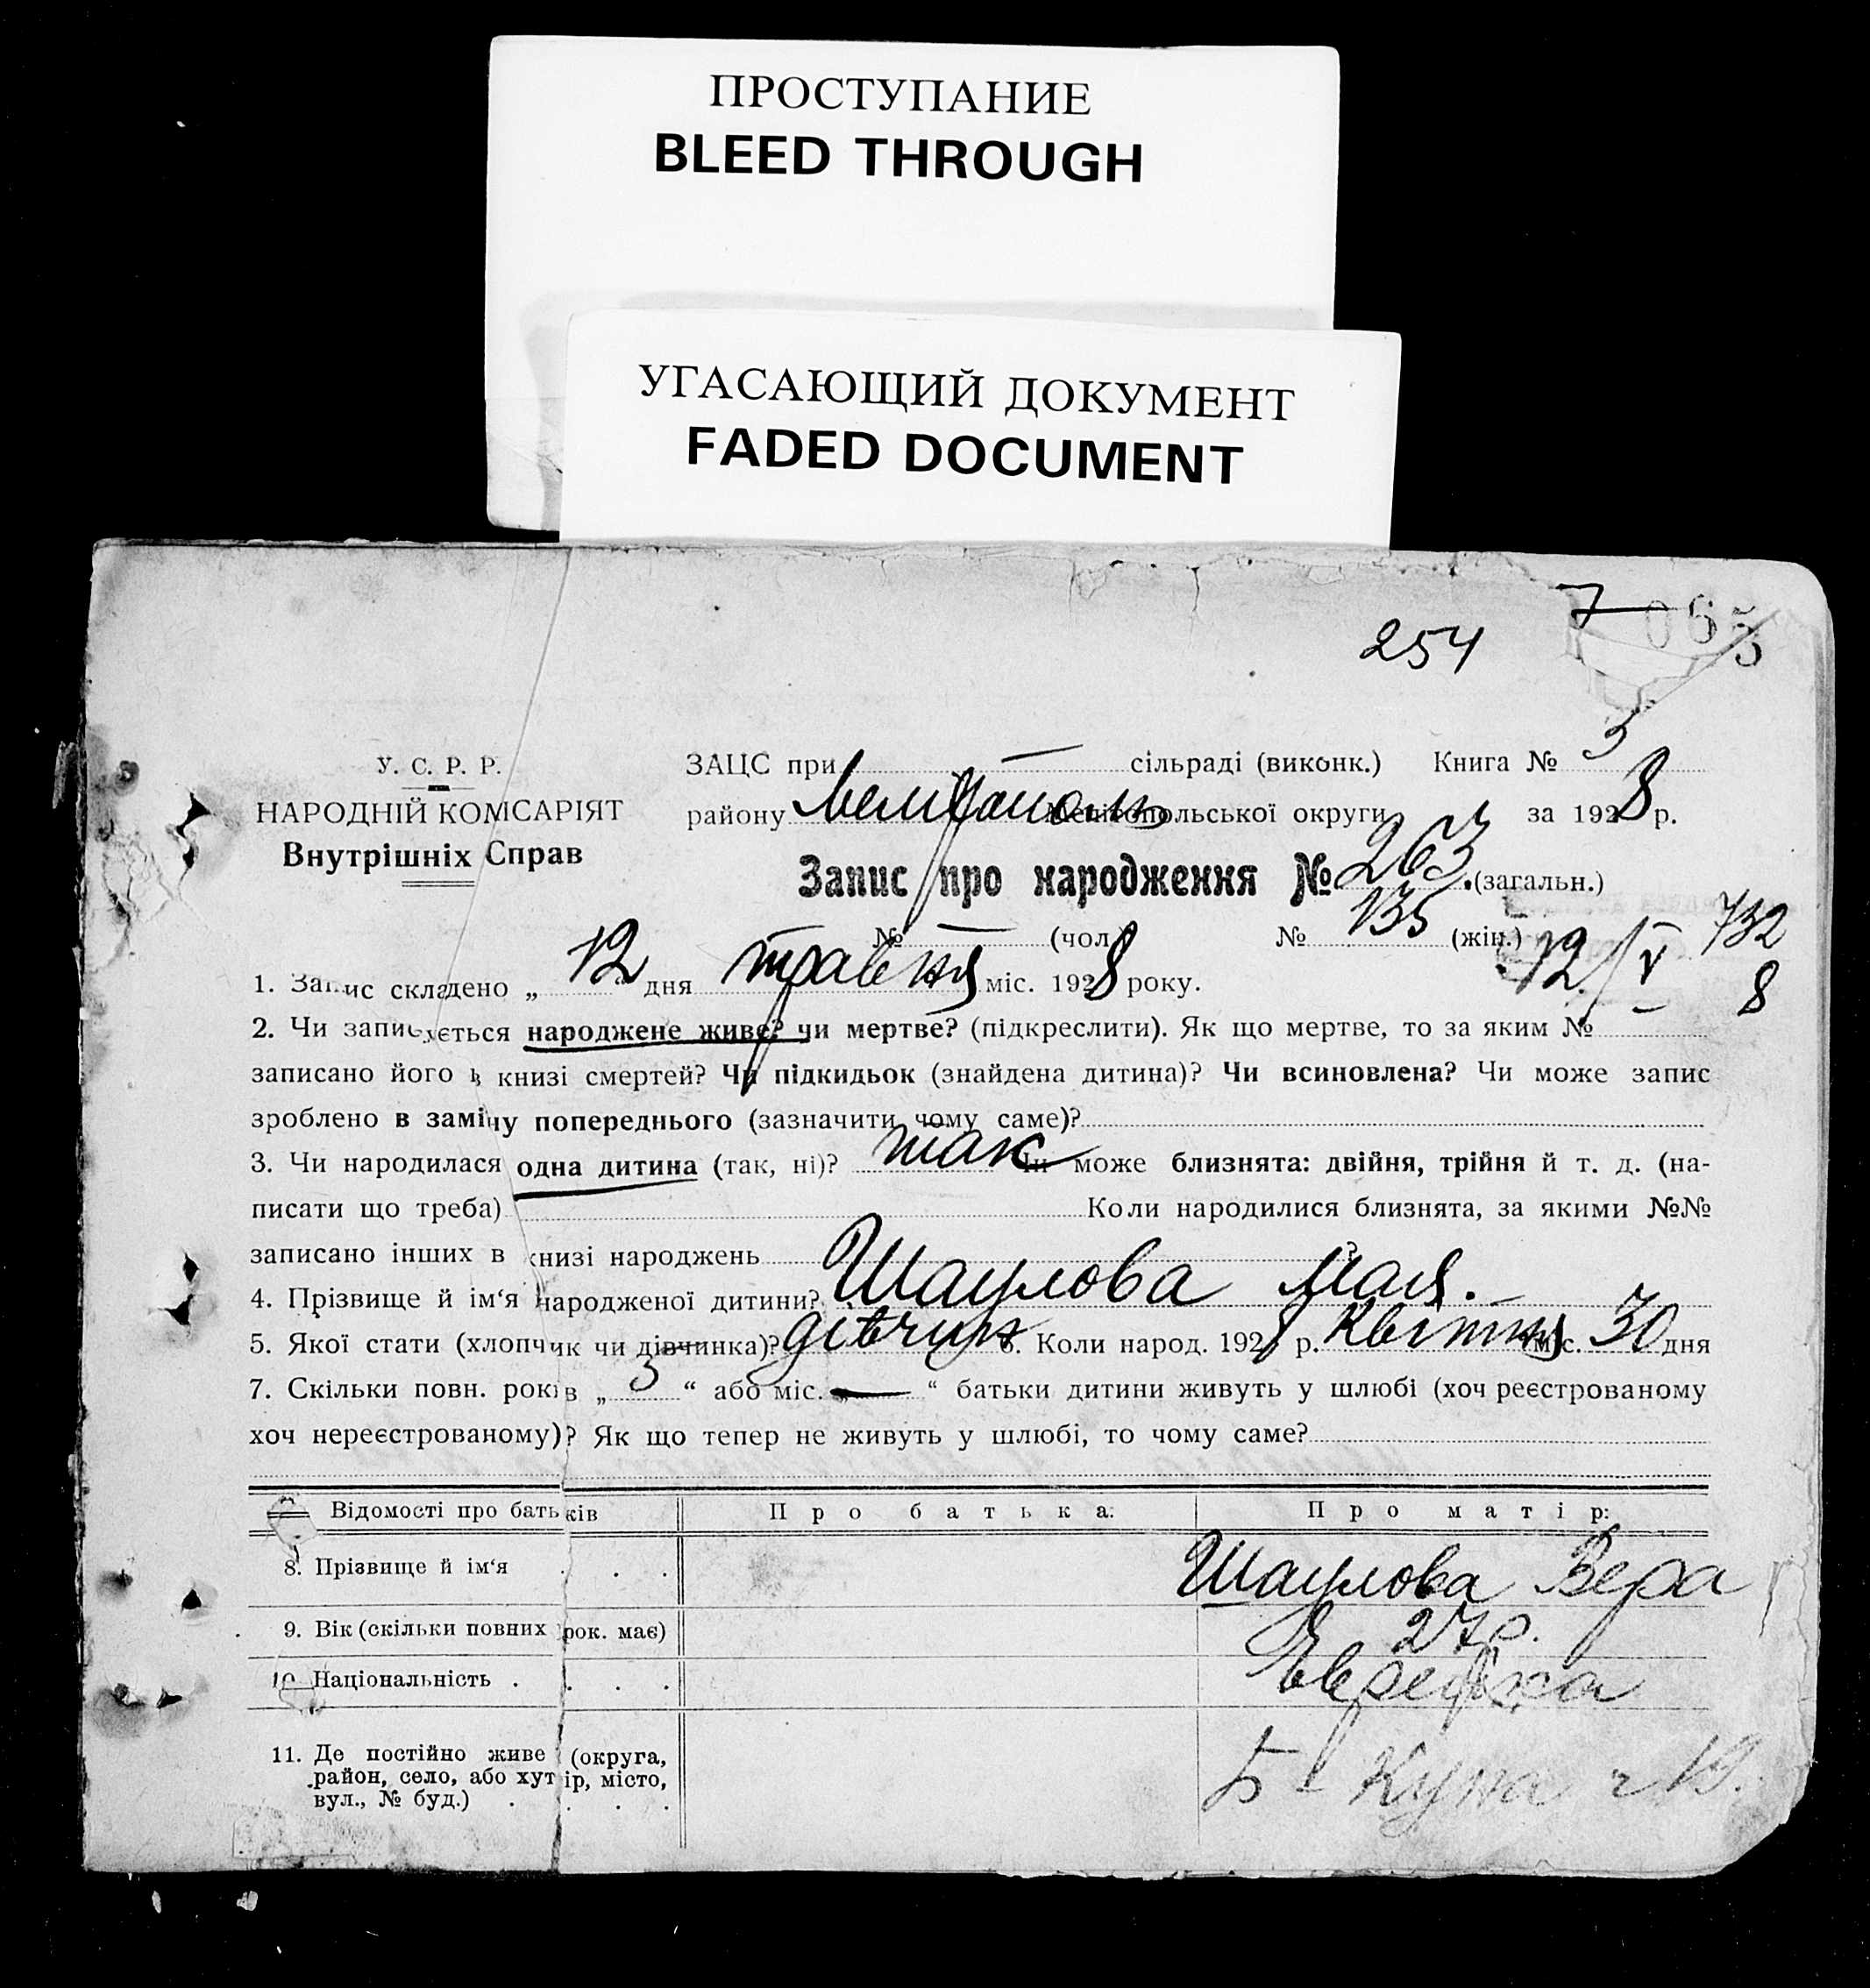 ПРОСТУПАНИЕ
BLEED THROUGH
УГАСАЮЩИЙ ДОКУМЕНТ
FADED DOCUMENT
7 065
254
У. С. Р. Р.
НАРОДНІЙ КОМІСАРІЯТ
Внутрішніх Справ
ЗАЦС при — сільраді (виконк.) Книга № 3
району Мелітополь Мелітопольської округи за 1928 р.
Запис про народження № 263 (загальн.)
№ — (чол.) № 135 (жін.)
12/V 732
8
1. Запис складено „12“ дня травня міс. 1928 року.
2. Чи записується народжене живе? чи мертве? (підкреслити). Як що мертве, то за яким №
записано його в книзі смертей? Чи підкидьок (знайдена дитина)? Чи всиновлена? Чи може запис
зроблено в заміну попереднього (зазначити чому саме)?
3. Чи народилася одна дитина (так, ні)? так Чи може близнята: двійня, трійня й т. д. (на-
писати що треба) Коли народилися близнята, за якими №№
записано інших в книзі народжень ?
4. Прізвище й ім‘я народженої дитини? Шаулова Мая.
5. Якої стати (хлопчик чи дівчинка)? дівчина 6. Коли народ. 1928 р. Квітня міс. 30 дня
7. Скільки повн. років „ 3 “ або міс. „ — “ батьки дитини живуть у шлюбі (хоч реєстрованому
хоч нереєстрованому)? Як що тепер не живуть у шлюбі, то чому саме?
Відомості про батьків Про батька: Про матір:
8. Прізвище й ім‘я . . . Шаулова Вера
9. Вік (скільки повних рок. має) 27 р.
10. Національність . . . . Еврейка
11. Де постійно живе (округа,
район, село, або хутір, місто,
вул., № буд.) . . . .